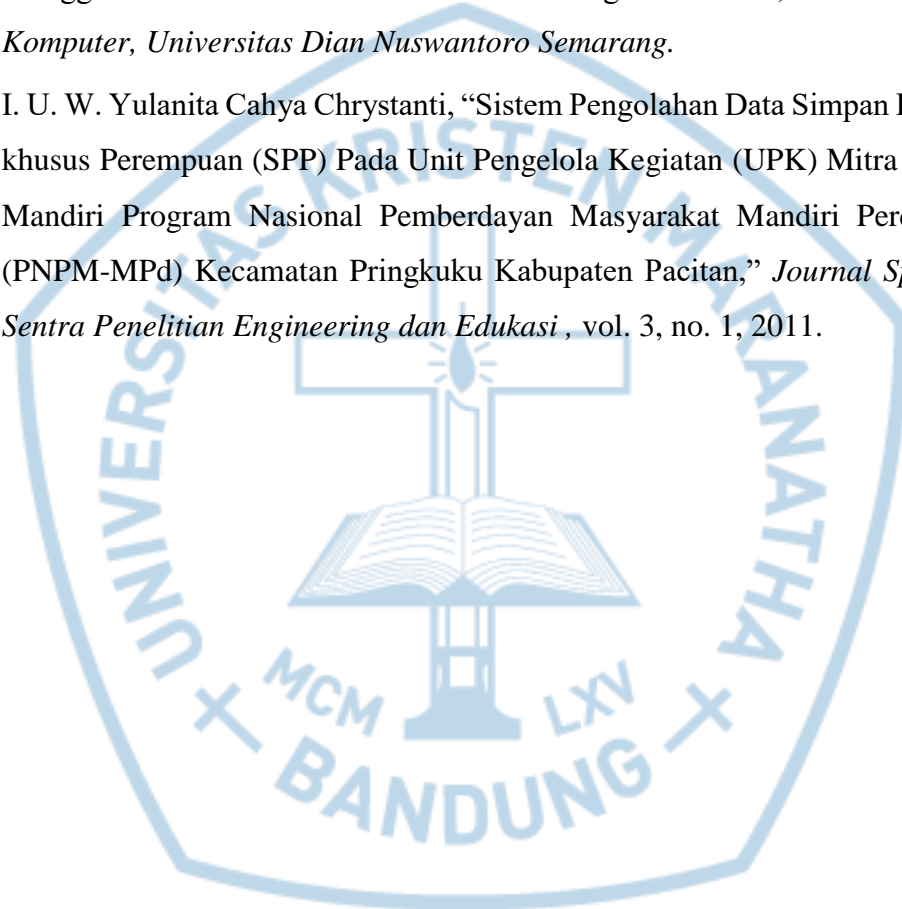 Komputer, Universitas Dian Nuswantoro Semarang.
I. U. W. Yulanita Cahya Chrystanti, “Sistem Pengolahan Data Simpan
khusus Perempuan (SPP) Pada Unit Pengelola Kegiatan (UPK) Mitra
Mandiri Program Nasional Pemberdayan Masyarakat Mandiri
(PNPM-MPd) Kecamatan Pringkuku Kabupaten Pacitan,” Journal
Sentra Penelitian Engineering dan Edukasi , vol. 3, no. 1, 2011.
UNIVERSITAS KRISTEN MARANATHA
MCM LXV
BANDUNG